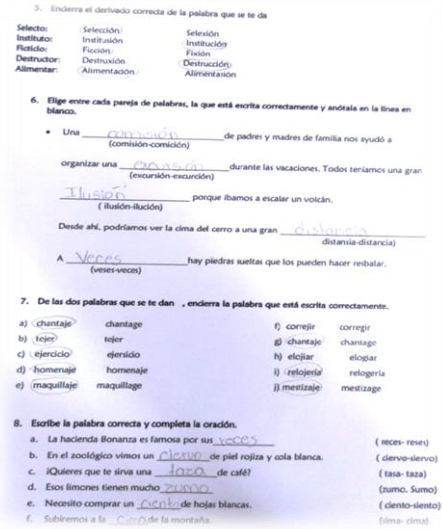 5. Encierra el derivado correcto de la palabra que se te da
Selecto: Selección Selexión
Instituto: Institusión Institución
Ficticio: Ficción Fixión
Destructor: Destruxión Destrucción
Alimentar: Alimentación Alimentasión
6. Elige entre cada pareja de palabras, la que está escrita correctamente y anótala en la línea en
blanco.
• Una comisión de padres y madres de familia nos ayudó a
(comisión-comición)
organizar una durante las vacaciones. Todos teníamos una gran
(excursión-excurción)
Ilusión porque íbamos a escalar un volcán.
( ilusión-ilución)
Desde ahí, podríamos ver la cima del cerro a una gran distancia
distansia-distancia)
A Veces hay piedras sueltas que los pueden hacer resbalar.
(veses-veces)
7. De las dos palabras que se te dan , encierra la palabra que está escrita correctamente.
a) chantaje chantage f) correjir corregir
b) tejer tejer g) chantaje chantage
c) ejercicio ejersicio h) elojiar elogiar
d) homenaje homenaje i) relojería relogería
e) maquillaje maquillage j) mestizaje mestizage
8. Escribe la palabra correcta y completa la oración.
a. La hacienda Bonanza es famosa por sus veces ( reces- reses)
b. En el zoológico vimos un ciervo de piel rojiza y cola blanca. ( ciervo-siervo)
c. ¿Quieres que te sirva una taza de café? ( tasa- taza)
d. Esos limones tienen mucho zumo (zumo. Sumo)
e. Necesito comprar un ciento de hojas blancas. ( ciento-siento)
f. Subiremos a la cima de la montaña. (sima- cima)